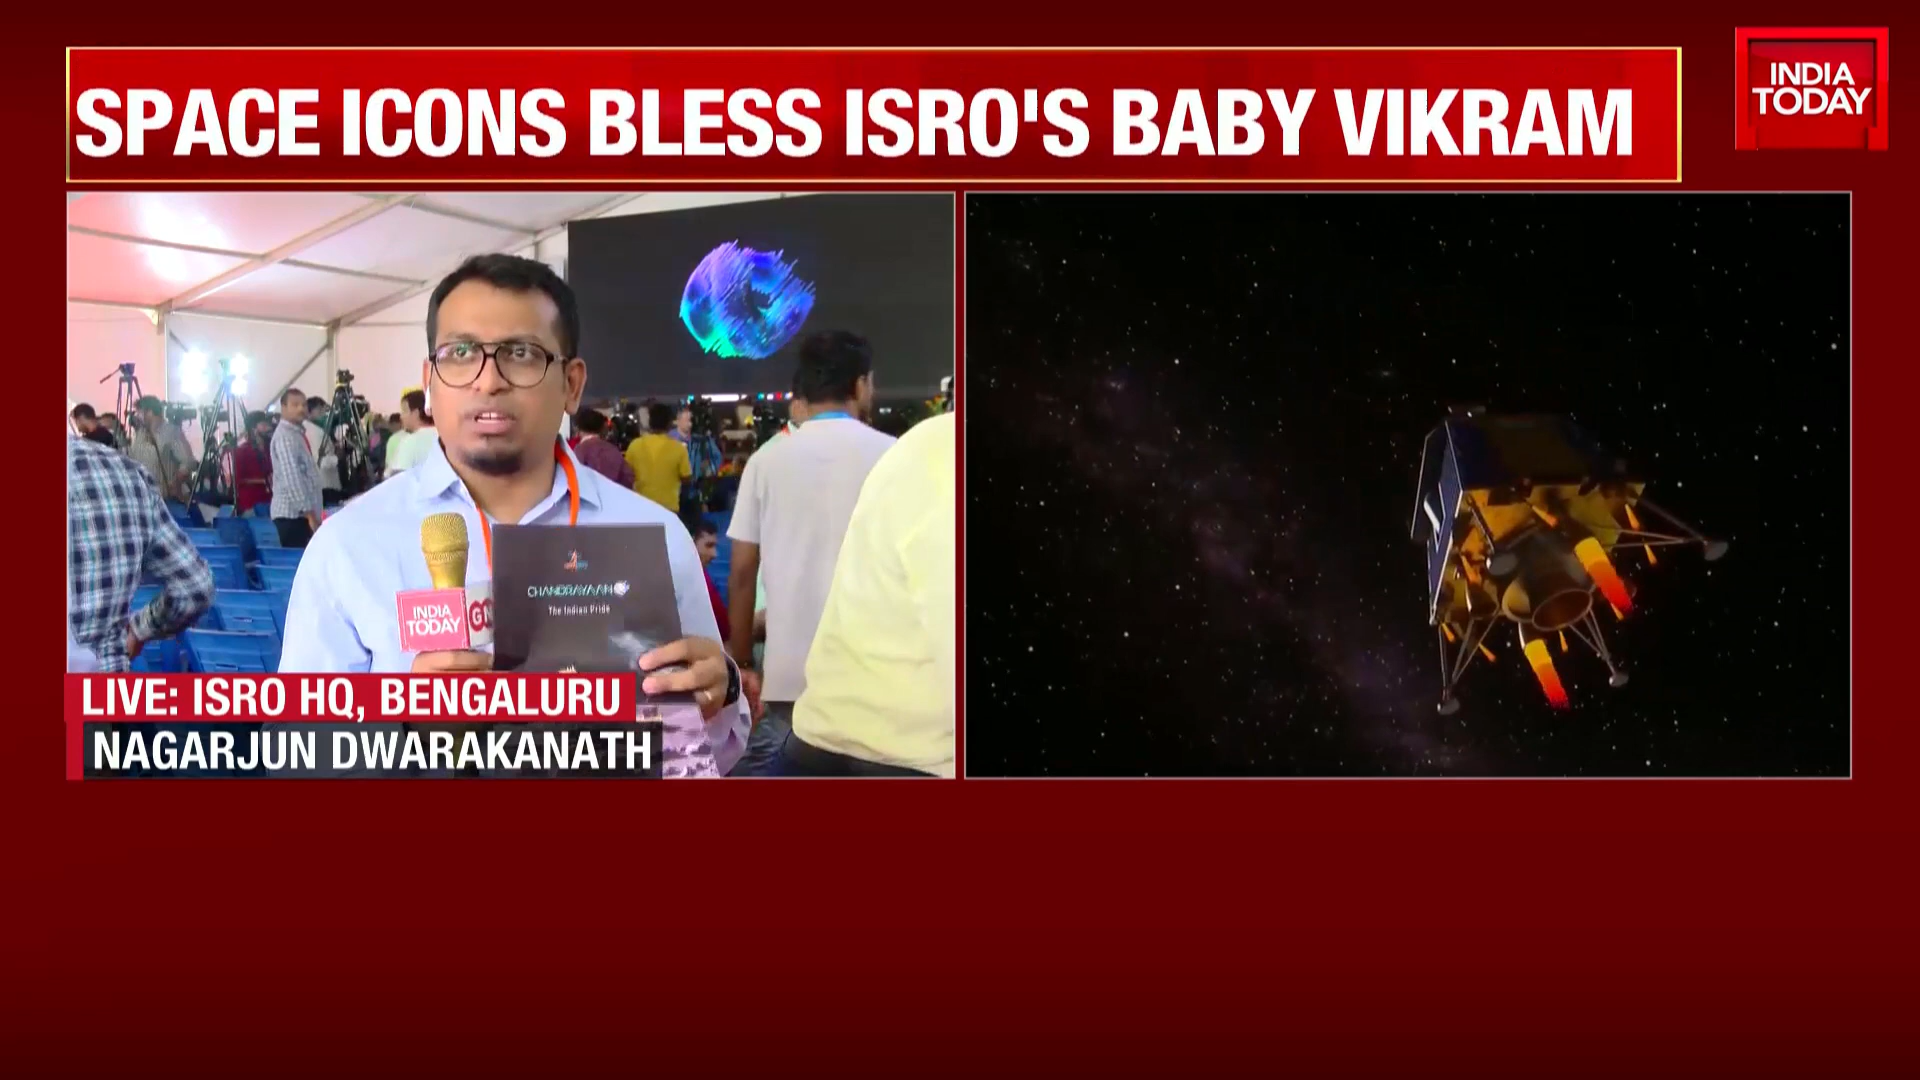 SPACE ICONS BLESS ISRO'S BABY VIKRAM
INDIA
TODAY
CHANDRAYAAN
The Indian Pride
INDIA
TODAY
LIVE: ISRO HQ, BENGALURU
NAGARJUN DWARAKANATH